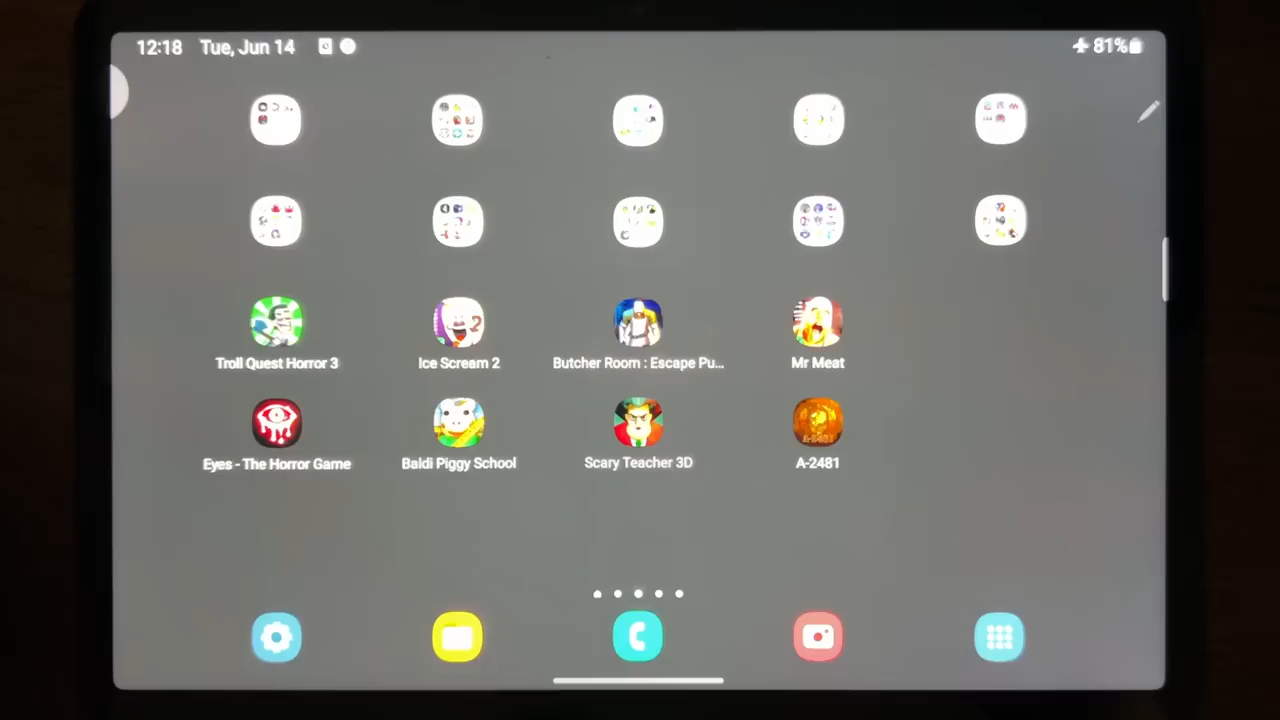 12:18 Tue, Jun 14 81%
Troll Quest Horror 3 Ice Scream 2 Butcher Room : Escape Pu... Mr Meat
Eyes - The Horror Game Baldi Piggy School Scary Teacher 3D A-2481